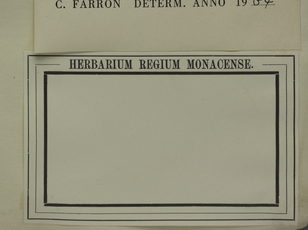 C. FARRON DETERM. ANNO 19
HERBARIUM REGIUM MONACENSE.